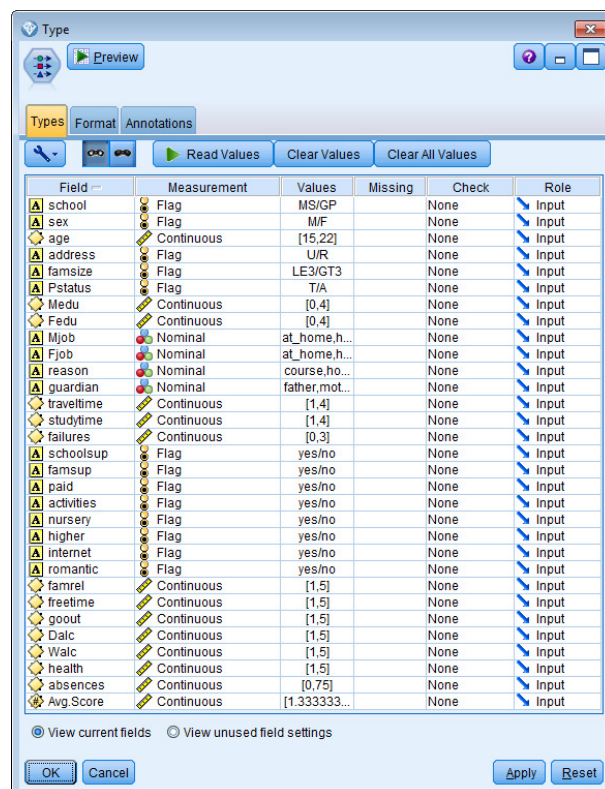 Type
Preview
Types Format Annotations
Read Values Clear Values Clear All Values
Field Measurement Values Missing Check Role
A school Flag MS/GP None Input
A sex Flag M/F None Input
age Continuous [15,22] None Input
A address Flag U/R None Input
A famsize Flag LE3/GT3 None Input
A Pstatus Flag T/A None Input
Medu Continuous [0,4] None Input
Fedu Continuous [0,4] None Input
A Mjob Nominal at_home,h... None Input
A Fjob Nominal at_home,h... None Input
A reason Nominal course,ho... None Input
A guardian Nominal father,mot... None Input
traveltime Continuous [1,4] None Input
studytime Continuous [1,4] None Input
failures Continuous [0,3] None Input
A schoolsup Flag yes/no None Input
A famsup Flag yes/no None Input
A paid Flag yes/no None Input
A activities Flag yes/no None Input
A nursery Flag yes/no None Input
A higher Flag yes/no None Input
A internet Flag yes/no None Input
A romantic Flag yes/no None Input
famrel Continuous [1,5] None Input
freetime Continuous [1,5] None Input
goout Continuous [1,5] None Input
Dalc Continuous [1,5] None Input
Walc Continuous [1,5] None Input
health Continuous [1,5] None Input
absences Continuous [0,75] None Input
# Avg.Score Continuous [1.333333... None Input
View current fields View unused field settings
OK Cancel Apply Reset